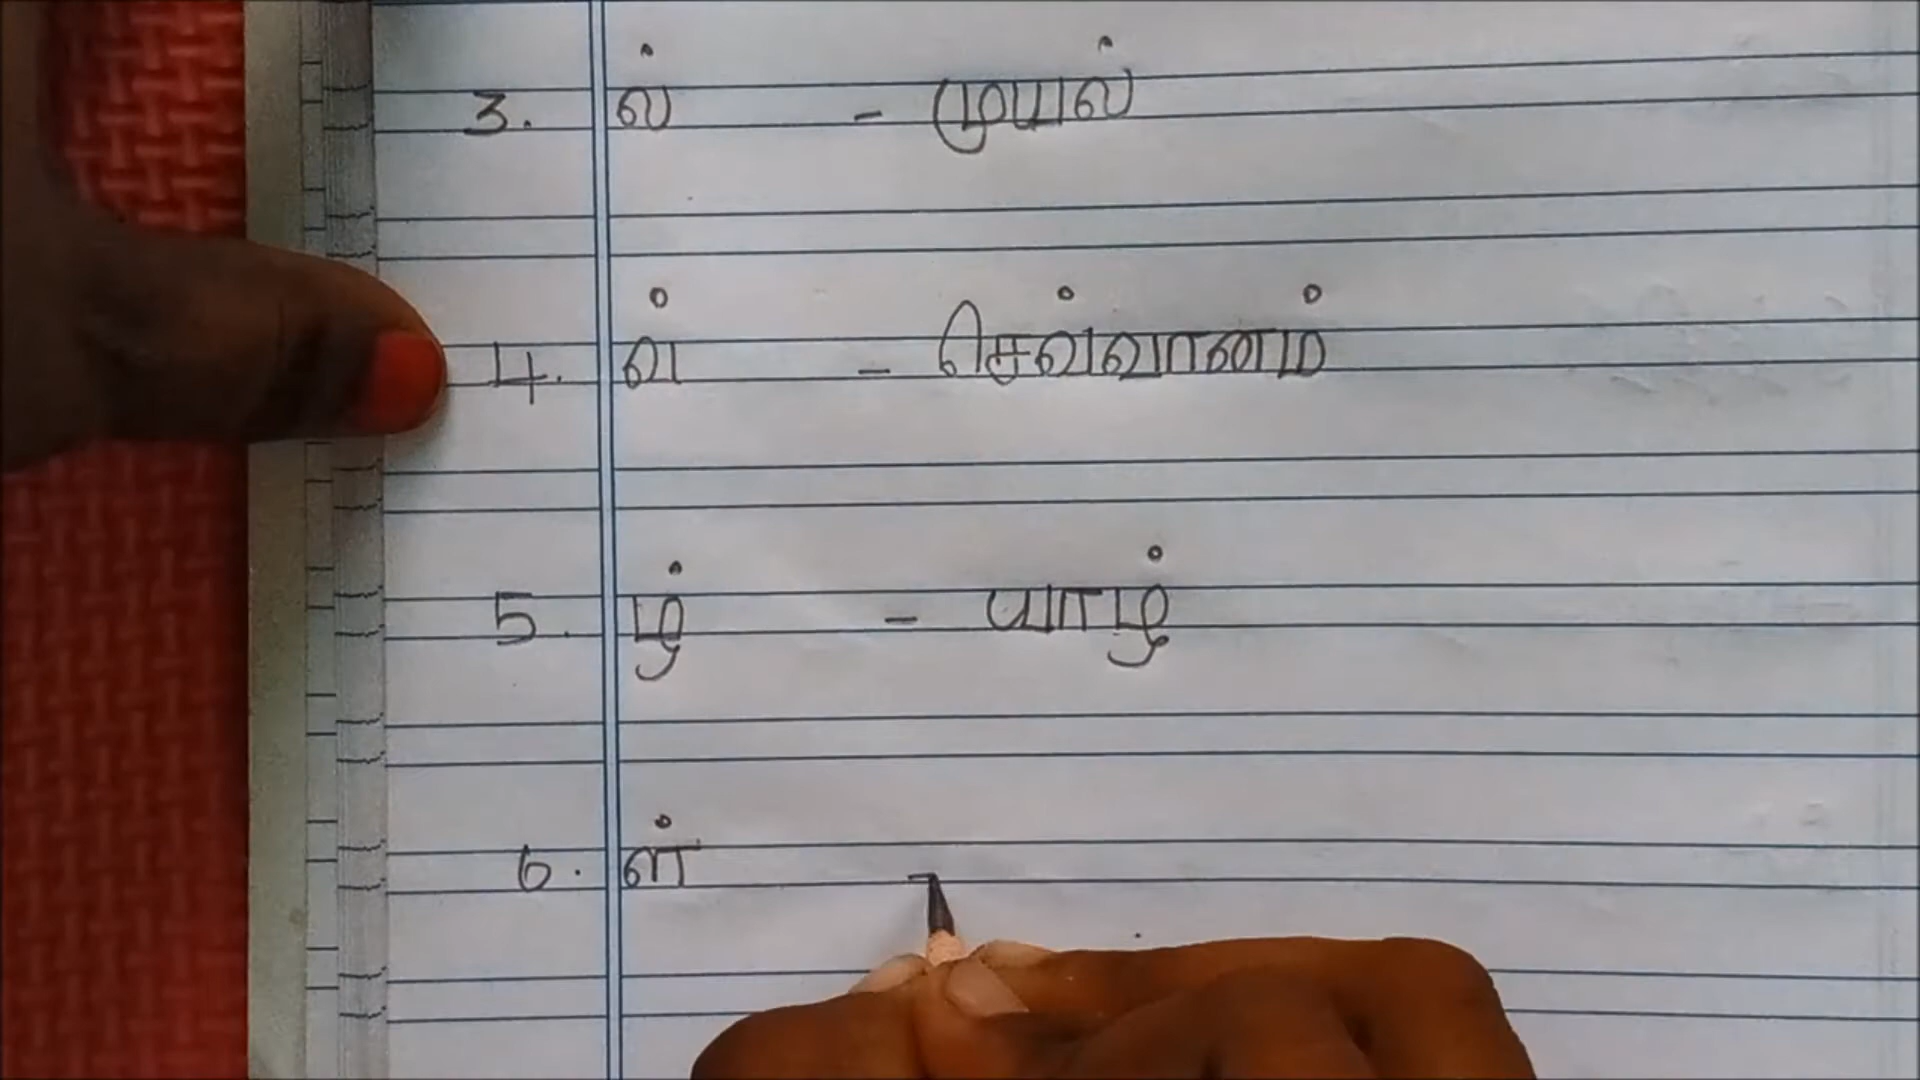 3. ல் - முயல்
4. வ் - செவ்வானம்
5. ழ் - யாழ்
6. ள் -